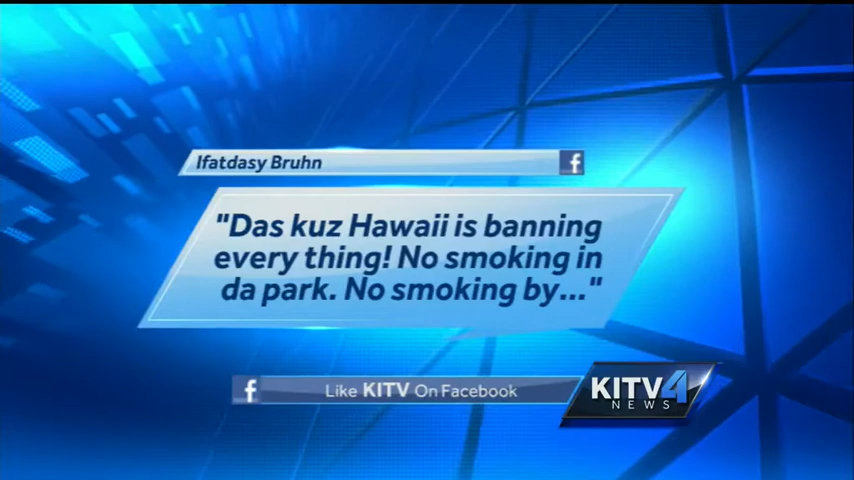 Ifatdasy Bruhn
f
"Das kuz Hawaii is banning
every thing! No smoking in
da park. No smoking by..."
f Like KITV On Facebook
KITV4
NEWS